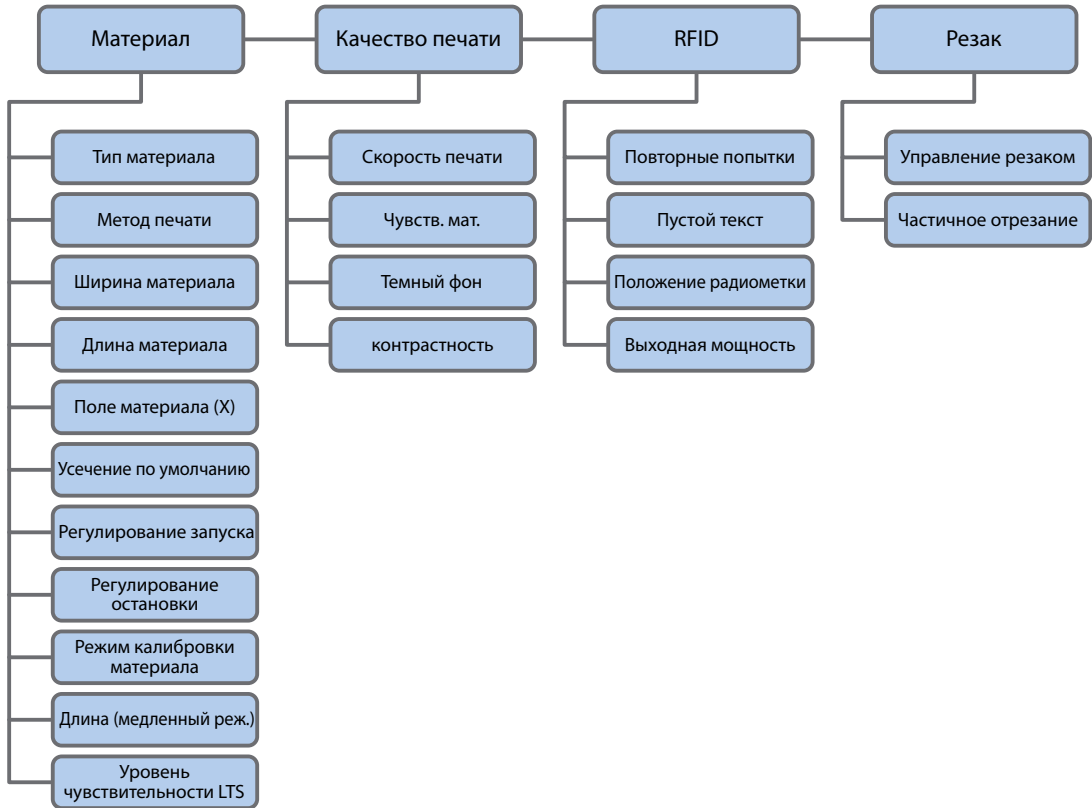 Материал
Качество печати
RFID
Резак
Тип материала
Метод печати
Ширина материала
Длина материала
Поле материала (X)
Усечение по умолчанию
Регулирование запуска
Регулирование
остановки
Режим калибровки
материала
Длина (медленный реж.)
Уровень
чувствительности LTS
Скорость печати
Чувств. мат.
Темный фон
контрастность
Повторные попытки
Пустой текст
Положение радиометки
Выходная мощность
Управление резаком
Частичное отрезание